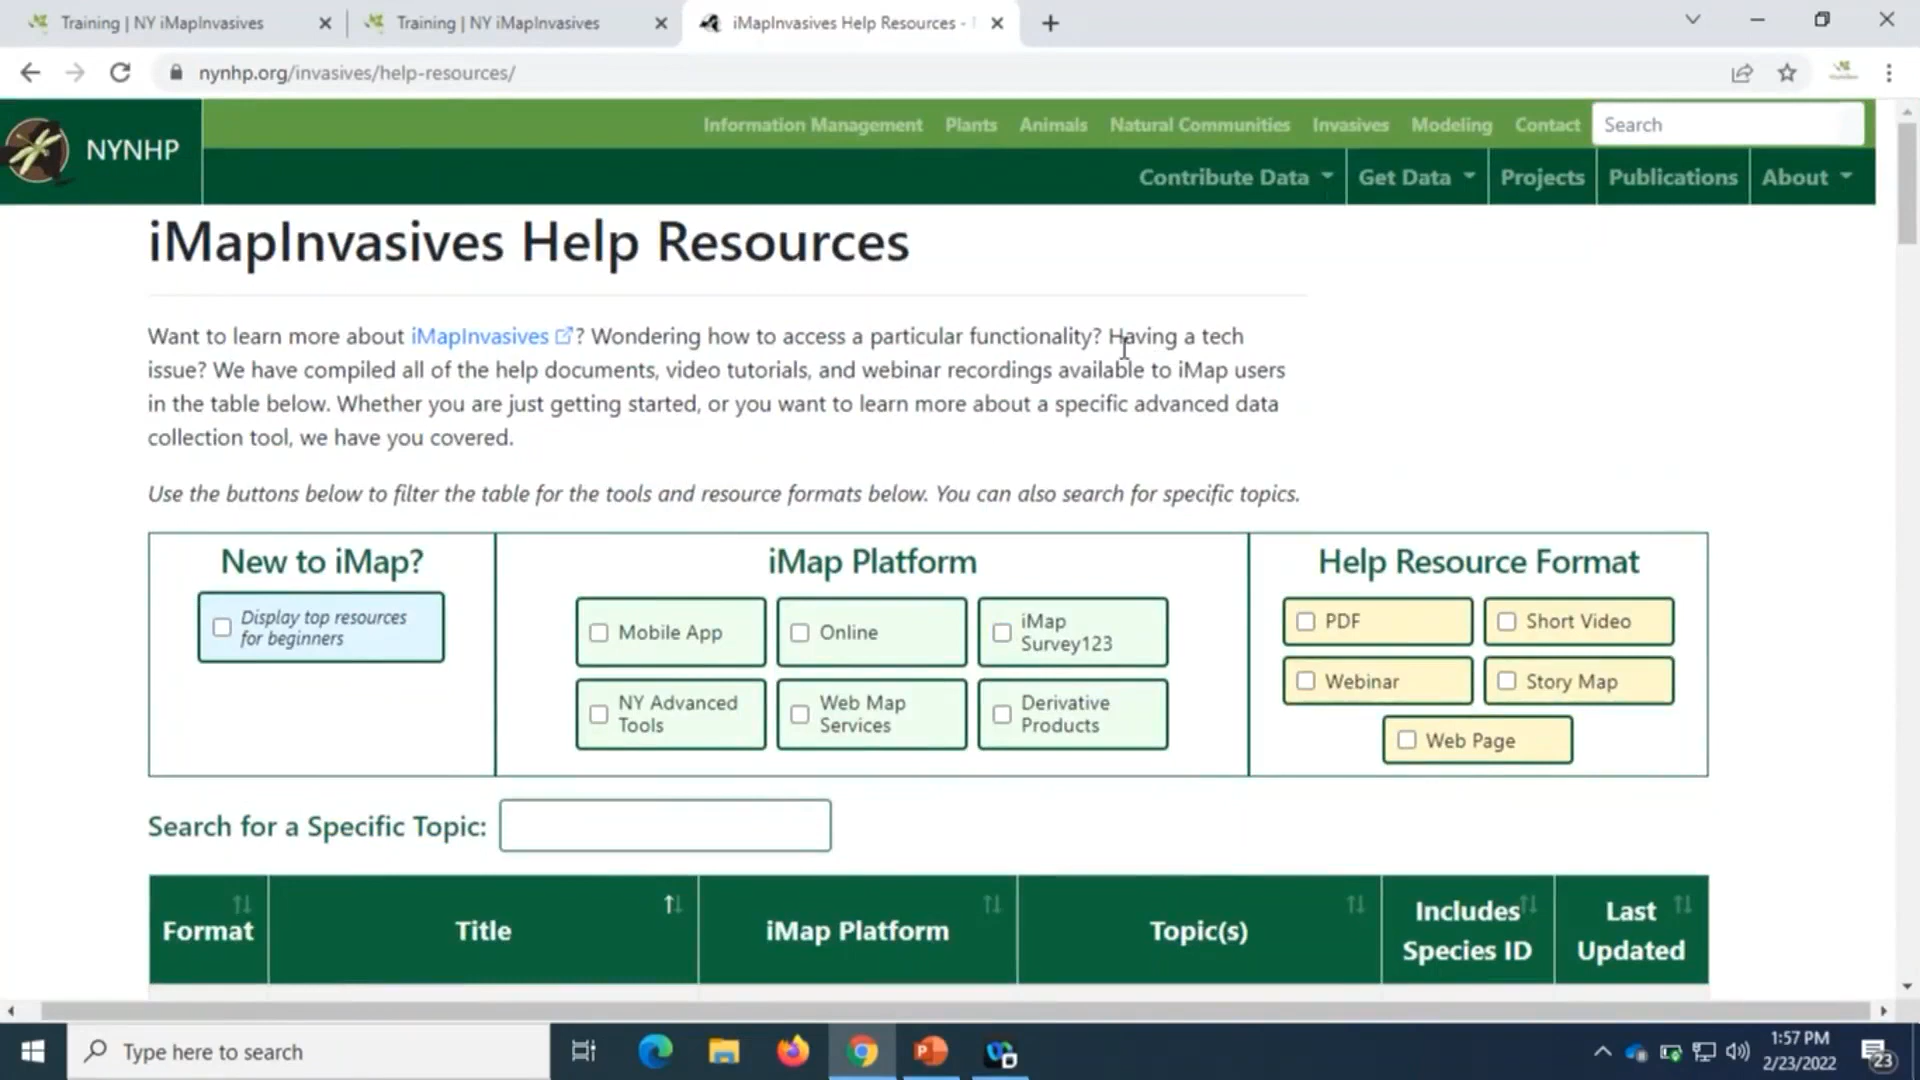 Training | NY iMapInvasives
Training | NY iMapInvasives
iMapInvasives Help Resources -
nynhp.org/invasives/help-resources/
NYNHP
Information Management Plants Animals Natural Communities Invasives Modeling Contact Search
Contribute Data Get Data Projects Publications About
iMapInvasives Help Resources
Want to learn more about iMapInvasives? Wondering how to access a particular functionality? Having a tech
issue? We have compiled all of the help documents, video tutorials, and webinar recordings available to iMap users
in the table below. Whether you are just getting started, or you want to learn more about a specific advanced data
collection tool, we have you covered.
Use the buttons below to filter the table for the tools and resource formats below. You can also search for specific topics.
New to iMap?
Display top resources
for beginners
iMap Platform
Mobile App
Online
iMap
Survey123
NY Advanced
Tools
Web Map
Services
Derivative
Products
Help Resource Format
PDF
Short Video
Webinar
Story Map
Web Page
Search for a Specific Topic:
Format
Title
iMap Platform
Topic(s)
Includes
Species ID
Last
Updated
Type here to search
1:57 PM
2/23/2022
23